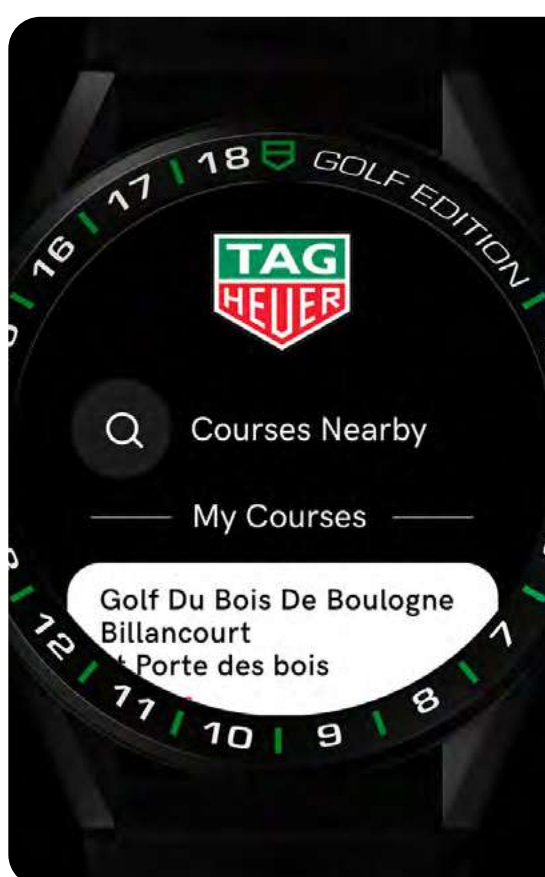 18
GOLF EDITION
17
16
TAG
HEUER
Courses Nearby
My Courses
Golf Du Bois De Boulogne
Billancourt
Porte des bois
7
8
9
10
11
12